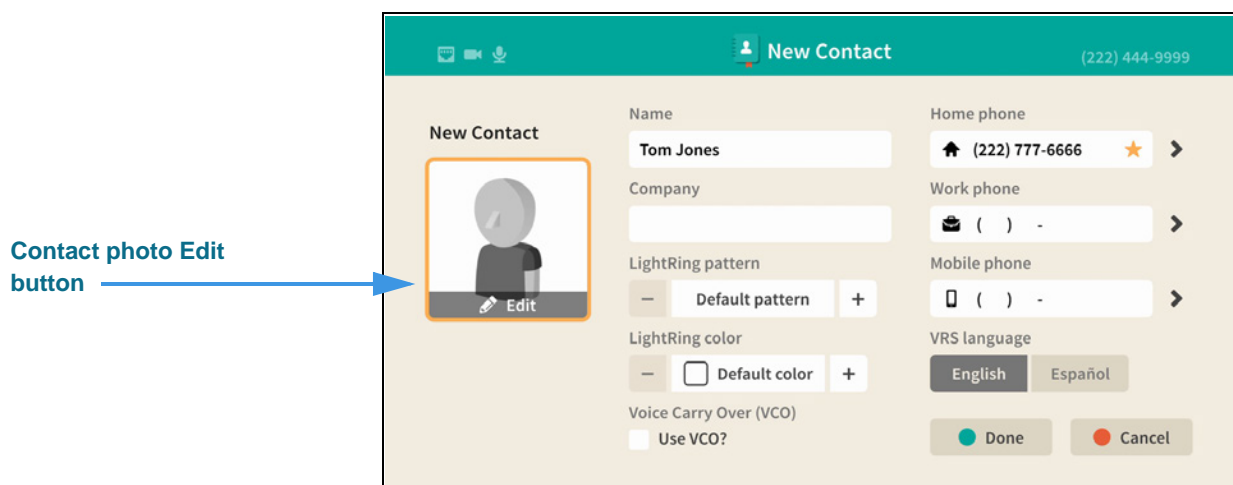 New Contact
(222) 444-9999
Contact photo Edit
button
New Contact
Edit
Name
Tom Jones
Company
LightRing pattern
− Default pattern +
LightRing color
− Default color +
Voice Carry Over (VCO)
Use VCO?
Home phone
(222) 777-6666
Work phone
( ) -
Mobile phone
( ) -
VRS language
English Español
Done Cancel